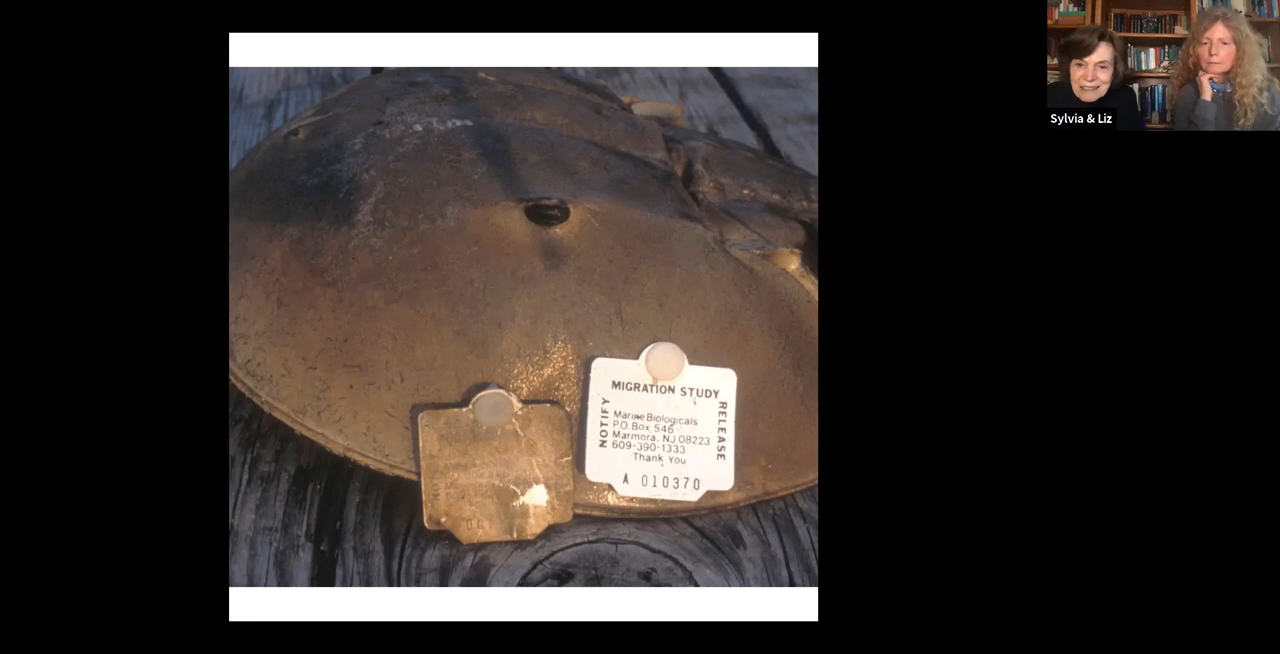 Sylvia & Liz
MIGRATION STUDY
NOTIFY
RELEASE
Marine Biologicals
P.O. Box 546
Marmora, NJ 08223
609-390-1333
Thank You
A 010370